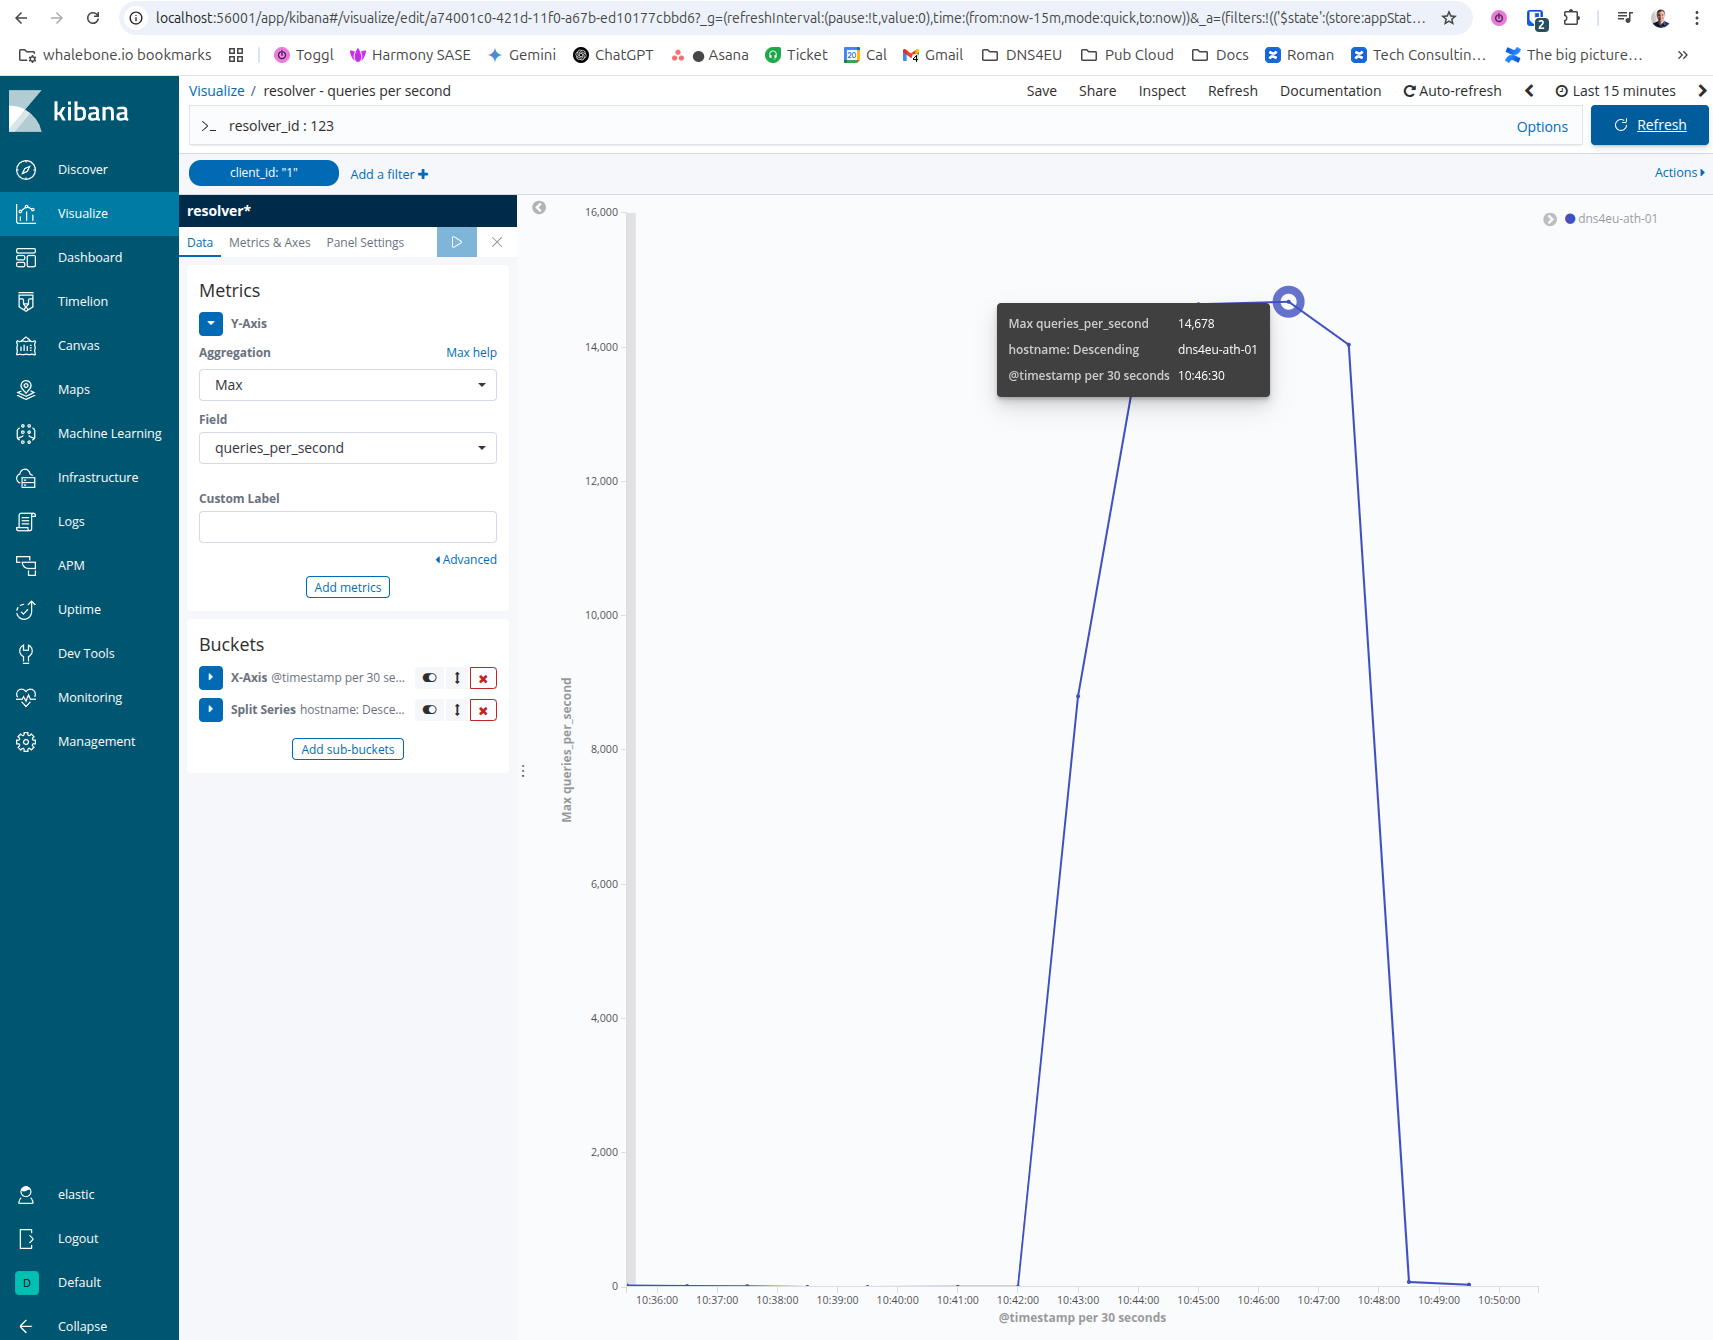 localhost:56001/app/kibana#/visualize/edit/a74001c0-421d-11f0-a67b-ed10177cbbd6?_g=(refreshInterval:(pause:!t,value:0),time:(from:now-15m,mode:quick,to:now))&_a=(filters:!(('$state':(store:appStat...
2
whalebone.io bookmarks Toggl Harmony SASE Gemini ChatGPT Asana Ticket 20 Cal 4 Gmail DNS4EU Pub Cloud Docs Roman Tech Consultin... The big picture... »
kibana
Discover
Visualize
Dashboard
Timelion
Canvas
Maps
Machine Learning
Infrastructure
Logs
APM
Uptime
Dev Tools
Monitoring
Management
elastic
Logout
D Default
Collapse
Visualize / resolver - queries per second
Save Share Inspect Refresh Documentation Auto-refresh Last 15 minutes
>_ resolver_id : 123
Options Refresh
client_id: "1" Add a filter +
Actions
resolver*
Data Metrics & Axes Panel Settings
Metrics
Y-Axis
Aggregation Max help
Max
Field
queries_per_second
Custom Label
Advanced
Add metrics
Buckets
X-Axis @timestamp per 30 se...
Split Series hostname: Desce...
Add sub-buckets
dns4eu-ath-01
16,000
14,000
12,000
10,000
8,000
6,000
4,000
2,000
0
Max queries_per_second
Max queries_per_second 14,678
hostname: Descending dns4eu-ath-01
@timestamp per 30 seconds 10:46:30
10:36:00 10:37:00 10:38:00 10:39:00 10:40:00 10:41:00 10:42:00 10:43:00 10:44:00 10:45:00 10:46:00 10:47:00 10:48:00 10:49:00 10:50:00
@timestamp per 30 seconds